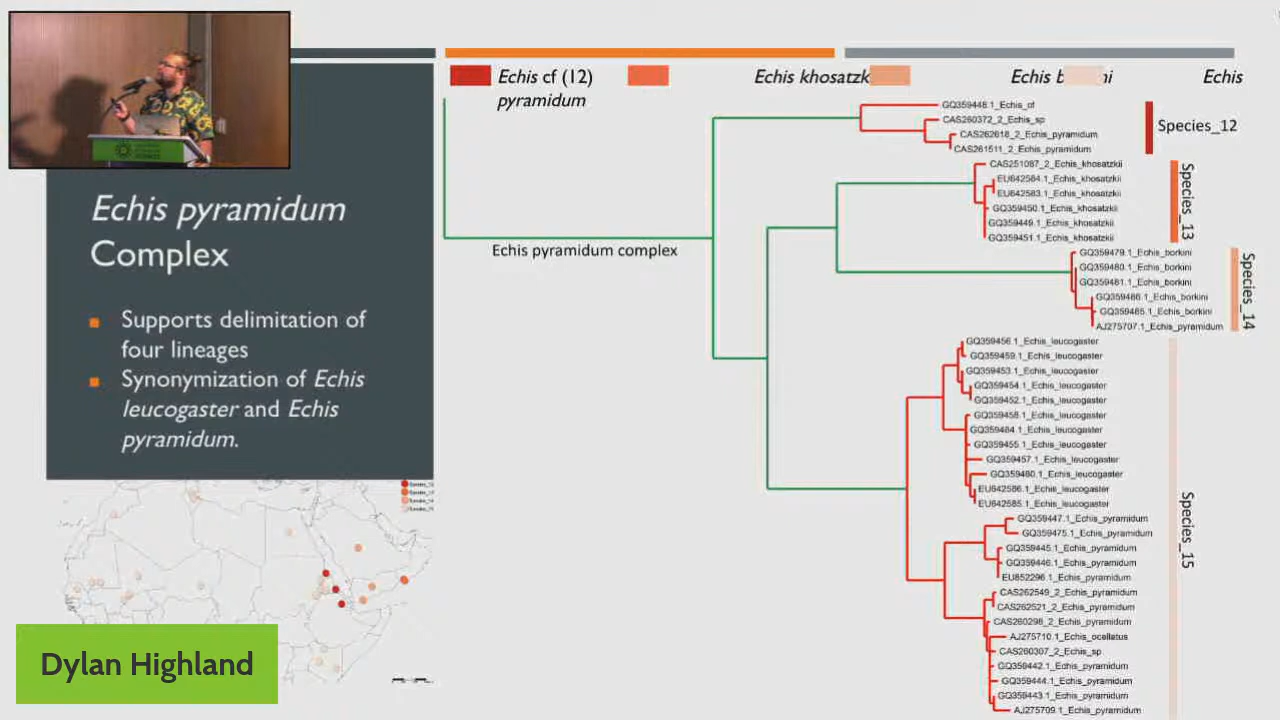 Echis cf (12)
pyramidum
Echis khosatzk
Echis b
ni
Echis
Echis pyramidum
Complex
Supports delimitation of
four lineages
Synonymization of Echis
leucogaster and Echis
pyramidum.
Echis pyramidum complex
GQ359448.1_Echis_cf
CAS260372_2_Echis_sp
CAS262618_2_Echis_pyramidum
CAS261511_2_Echis_pyramidum
Species_12
CAS251087_2_Echis_khosatzkii
EU642584.1_Echis_khosatzkii
EU642583.1_Echis_khosatzkii
GQ359450.1_Echis_khosatzkii
GQ359449.1_Echis_khosatzkii
GQ359451.1_Echis_khosatzkii
Species_13
GQ359479.1_Echis_borkini
GQ359480.1_Echis_borkini
GQ359481.1_Echis_borkini
GQ359486.1_Echis_borkini
GQ359485.1_Echis_borkini
AJ275707.1_Echis_pyramidum
Species_14
GQ359456.1_Echis_leucogaster
GQ359459.1_Echis_leucogaster
GQ359453.1_Echis_leucogaster
GQ359454.1_Echis_leucogaster
GQ359452.1_Echis_leucogaster
GQ359458.1_Echis_leucogaster
GQ359484.1_Echis_leucogaster
GQ359455.1_Echis_leucogaster
GQ359457.1_Echis_leucogaster
GQ359460.1_Echis_leucogaster
EU642586.1_Echis_leucogaster
EU642585.1_Echis_leucogaster
GQ359447.1_Echis_pyramidum
GQ359475.1_Echis_pyramidum
GQ359445.1_Echis_pyramidum
GQ359446.1_Echis_pyramidum
EU852296.1_Echis_pyramidum
CAS262549_2_Echis_pyramidum
CAS262521_2_Echis_pyramidum
CAS260298_2_Echis_pyramidum
AJ275710.1_Echis_ocellatus
CAS260307_2_Echis_sp
GQ359442.1_Echis_pyramidum
GQ359444.1_Echis_pyramidum
GQ359443.1_Echis_pyramidum
AJ275709.1_Echis_pyramidum
Species_15
Dylan Highland